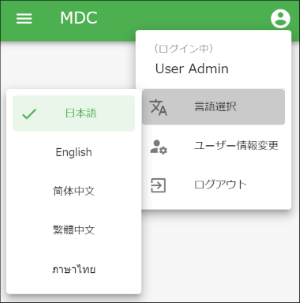 MDC
（ログイン中）
User Admin
言語選択
ユーザー情報変更
ログアウト
日本語
English
简体中文
繁體中文
ภาษาไทย